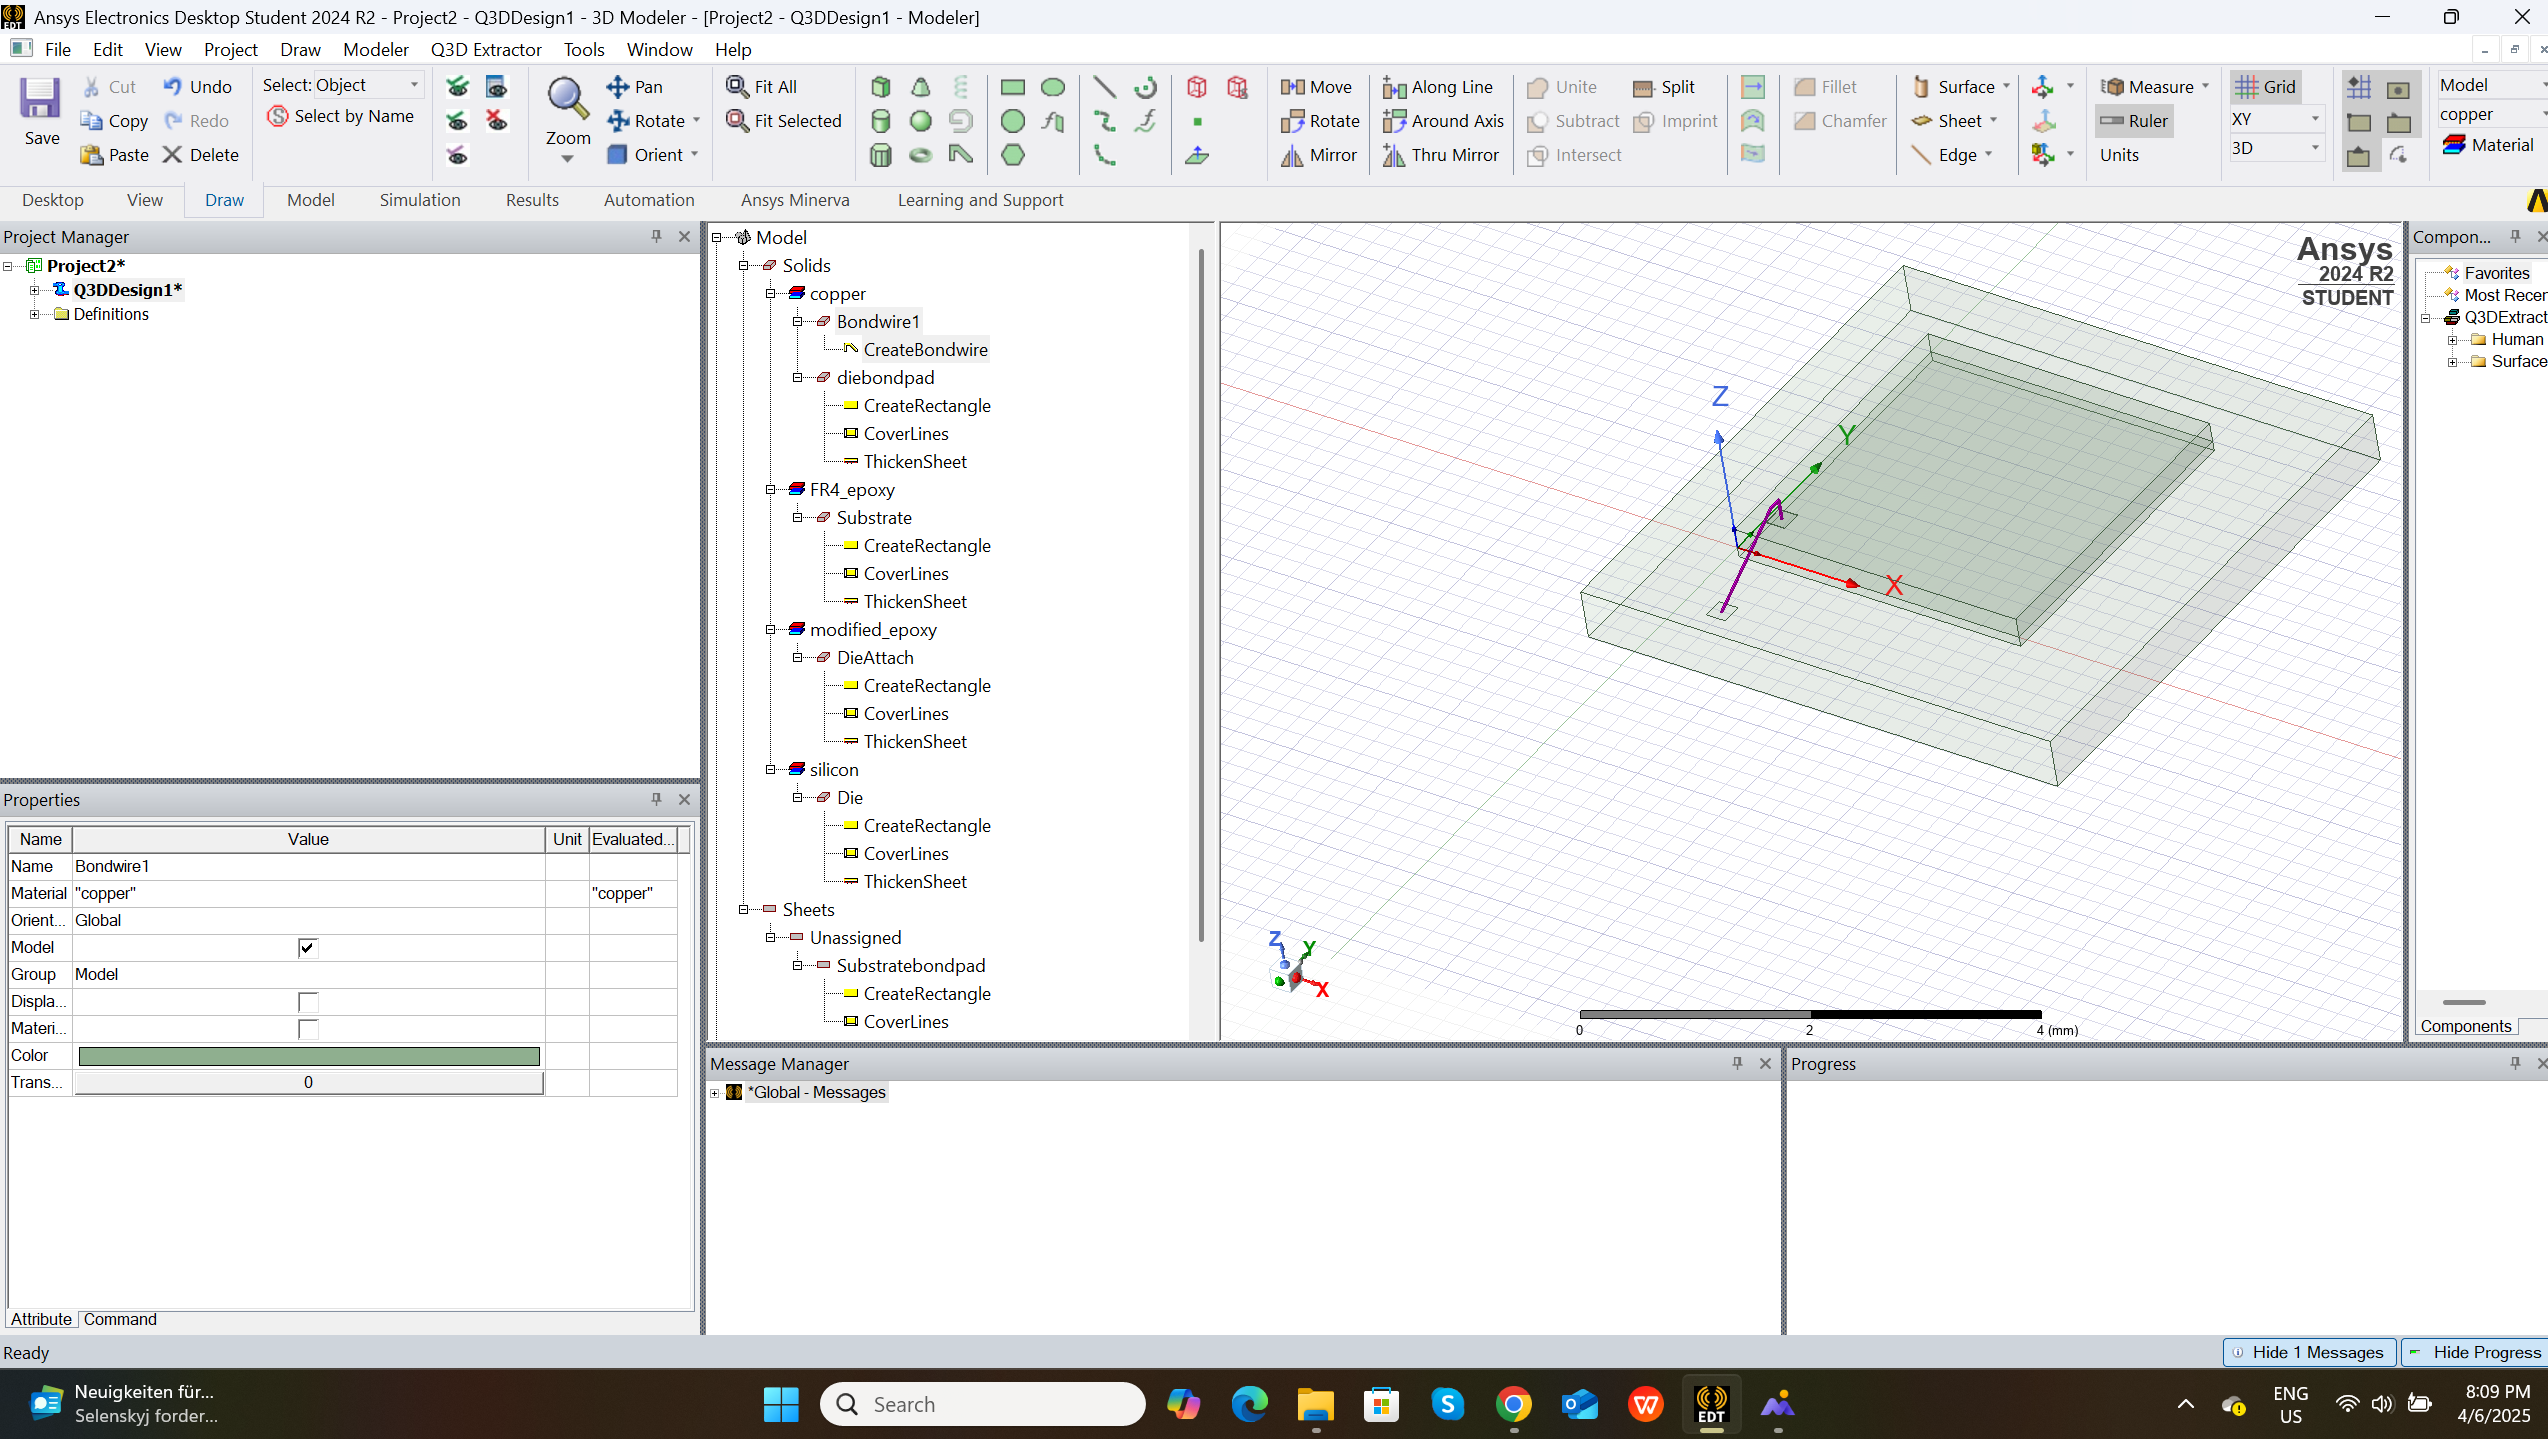 Ansys Electronics Desktop Student 2024 R2 - Project2 - Q3DDesign1 - 3D Modeler - [Project2 - Q3DDesign1 - Modeler]
File Edit View Project Draw Modeler Q3D Extractor Tools Window Help
Save
Cut
Copy
Paste
Undo
Redo
Delete
Select: Object
Select by Name
Zoom
Pan
Rotate
Orient
Fit All
Fit Selected
Move
Rotate
Mirror
Along Line
Around Axis
Thru Mirror
Unite
Subtract
Intersect
Split
Imprint
Fillet
Chamfer
Surface
Sheet
Edge
Measure
Ruler
Units
Grid
XY
3D
Model
copper
Material
Desktop View Draw Model Simulation Results Automation Ansys Minerva Learning and Support
Project Manager
Project2*
Q3DDesign1*
Definitions
Properties
Name Value Unit Evaluated...
Name Bondwire1
Material "copper" "copper"
Orient... Global
Model
Group Model
Displa...
Materi...
Color
Trans... 0
Attribute Command
Model
Solids
copper
Bondwire1
CreateBondwire
diebondpad
CreateRectangle
CoverLines
ThickenSheet
FR4_epoxy
Substrate
CreateRectangle
CoverLines
ThickenSheet
modified_epoxy
DieAttach
CreateRectangle
CoverLines
ThickenSheet
silicon
Die
CreateRectangle
CoverLines
ThickenSheet
Sheets
Unassigned
Substratebondpad
CreateRectangle
CoverLines
Ansys
2024 R2
STUDENT
Z
Y
X
Z
Y
X
0 2 4 (mm)
Compon...
Favorites
Most Recen
Q3DExtract
Human
Surface
Components
Message Manager
*Global - Messages
Progress
Ready
Hide 1 Messages
Hide Progress
Neuigkeiten für...
Selenskyj forder...
Search
EDT
ENG
US
8:09 PM
4/6/2025